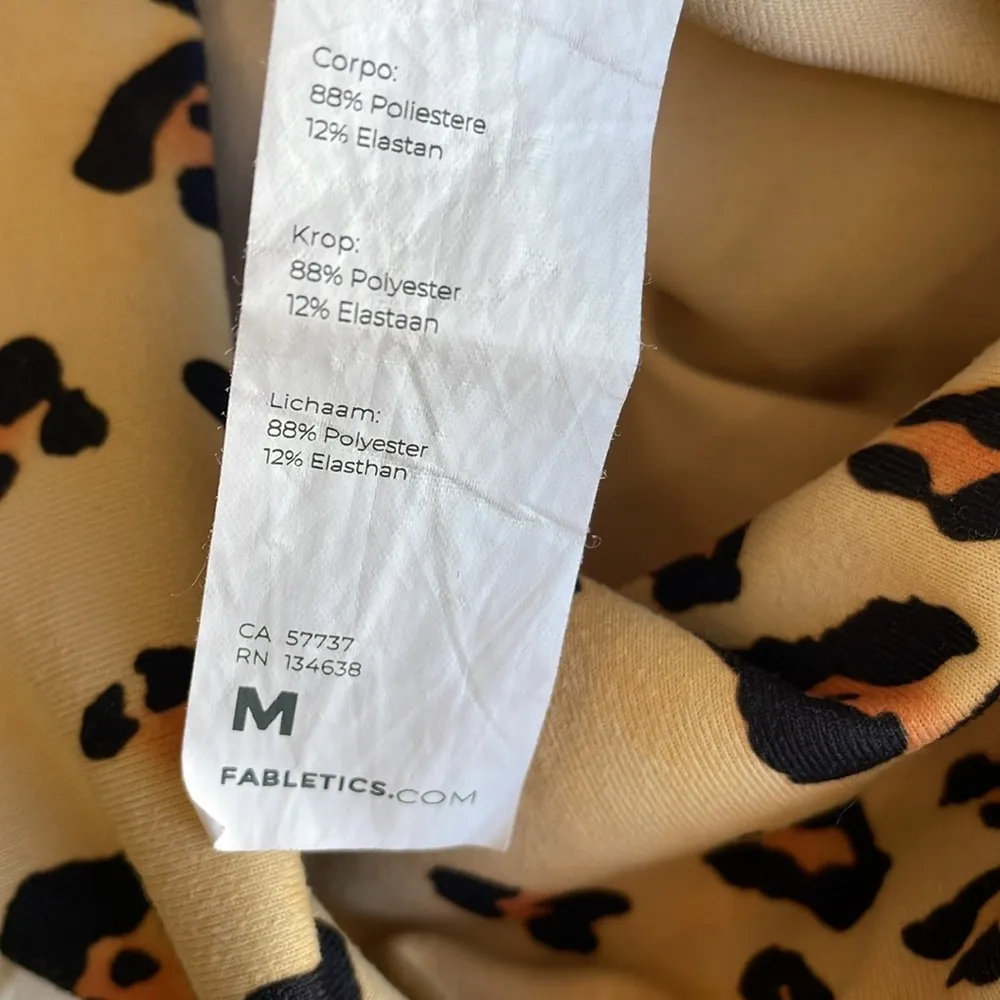 Corpo:
88% Poliestere
12% Elastan
Krop:
88% Polyester
12% Elastaan
Lichaam:
88% Polyester
12% Elasthan
CA 57737
RN 134638
M
FABLETICS.COM